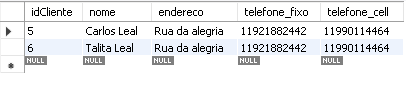 idCliente nome endereco telefone_fixo telefone_cell
5 Carlos Leal Rua da alegria 11921882442 11990114464
6 Talita Leal Rua da alegria 11921882442 11990114464
NULL NULL NULL NULL NULL